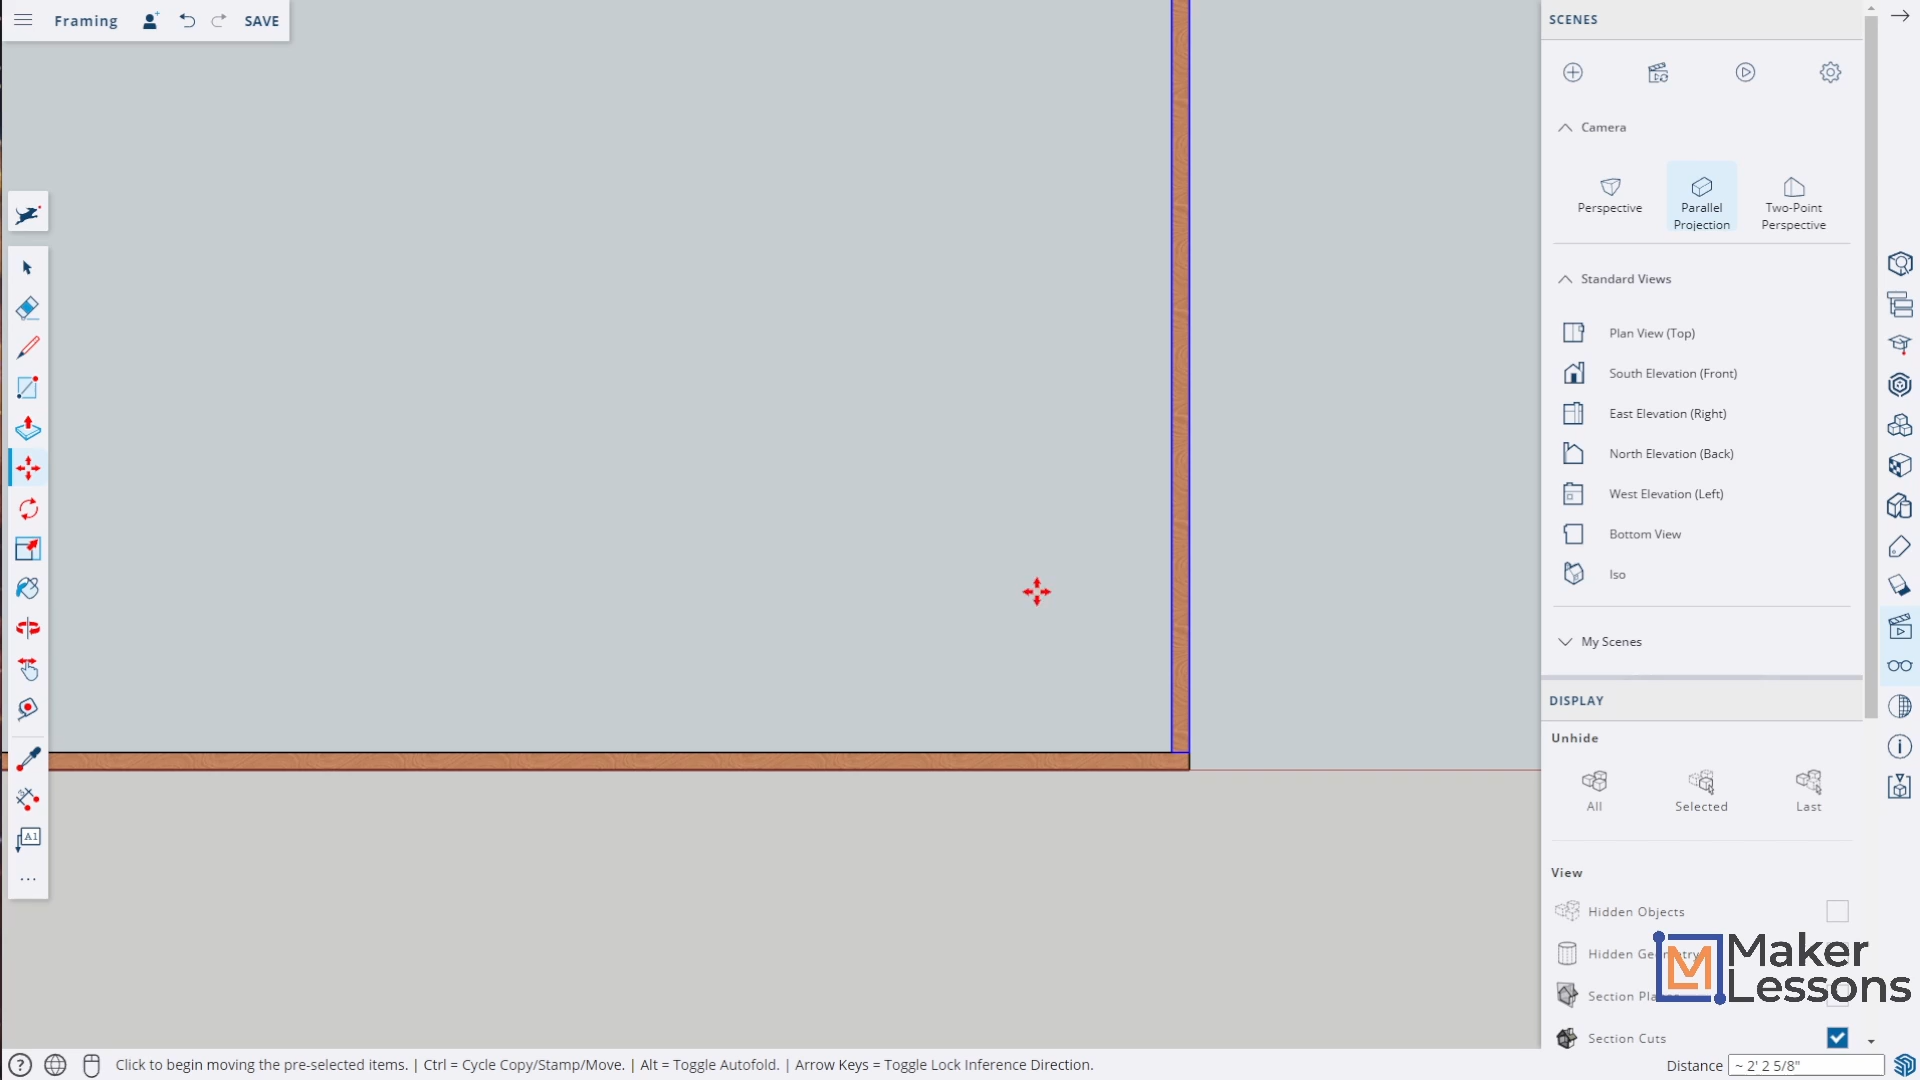 Framing
SAVE
SCENES
Camera
Perspective
Parallel
Projection
Two-Point
Perspective
Standard Views
Plan View (Top)
South Elevation (Front)
East Elevation (Right)
North Elevation (Back)
West Elevation (Left)
Bottom View
Iso
My Scenes
DISPLAY
Unhide
All
Selected
Last
View
Hidden Objects
Hidden
Section
Section Cuts
Maker
Lessons
A1
Click to begin moving the pre-selected items. | Ctrl = Cycle Copy/Stamp/Move. | Alt = Toggle Autofold. | Arrow Keys = Toggle Lock Inference Direction.
Distance
~ 2' 2 5/8"